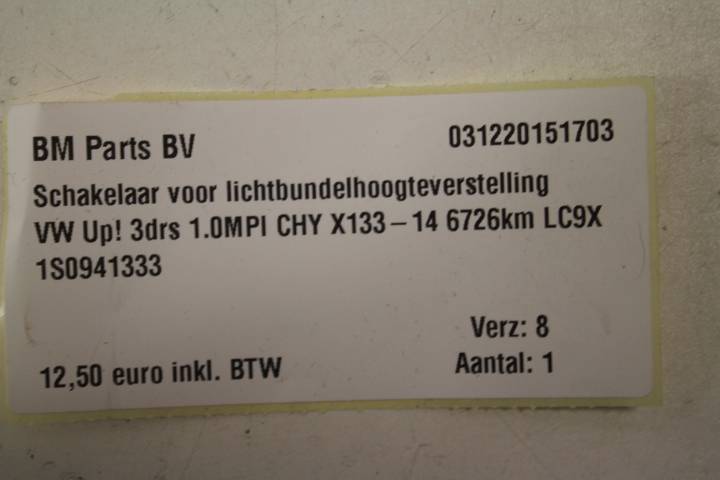 BM Parts BV 031220151703
Schakelaar voor lichtbundelhoogteverstelling
VW Up! 3drs 1.0MPI CHY X133-14 6726km LC9X
1S0941333
Verz: 8
12,50 euro inkl. BTW Aantal: 1